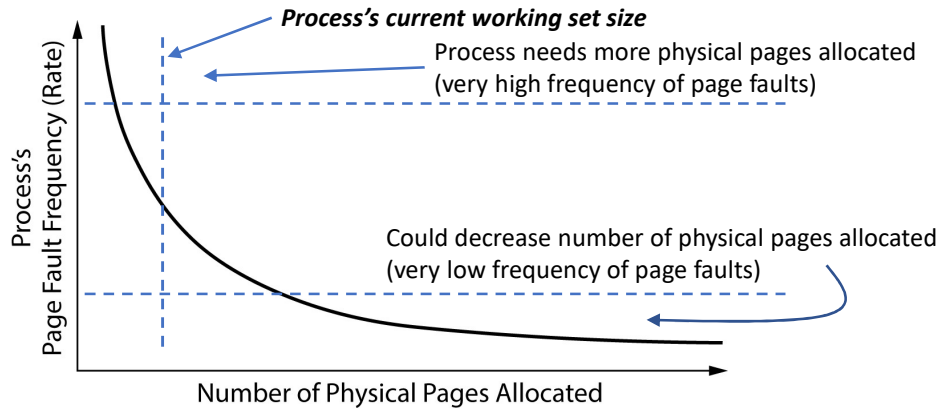 Process's current working set size
Process needs more physical pages allocated
(very high frequency of page faults)
Process's
Page Fault Frequency (Rate)
Could decrease number of physical pages allocated
(very low frequency of page faults)
Number of Physical Pages Allocated